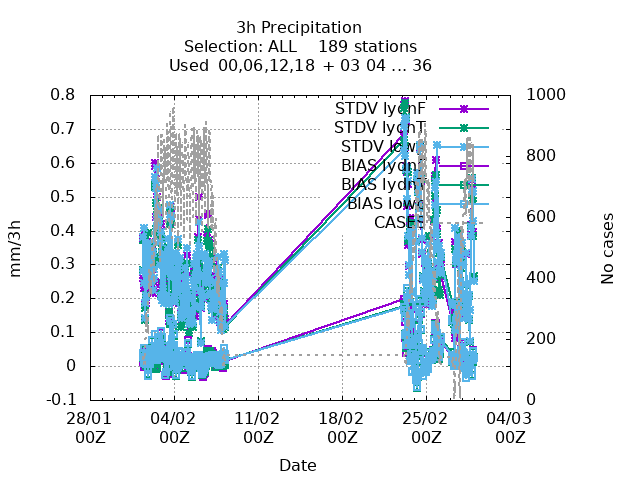 3h Precipitation
Selection: ALL    189 stations
Used  00,06,12,18  + 03 04 ... 36
0.8
0.7
0.6
0.5
0.4
0.3
0.2
0.1
0
-0.1
1000
800
600
400
200
0
STDV
STDV
STDV
BIAS
BIAS
BIAS
CASES
mm/3h
No cases
28/01 04/02 11/02 18/02 25/02 04/03
00Z 00Z 00Z 00Z 00Z 00Z
Date